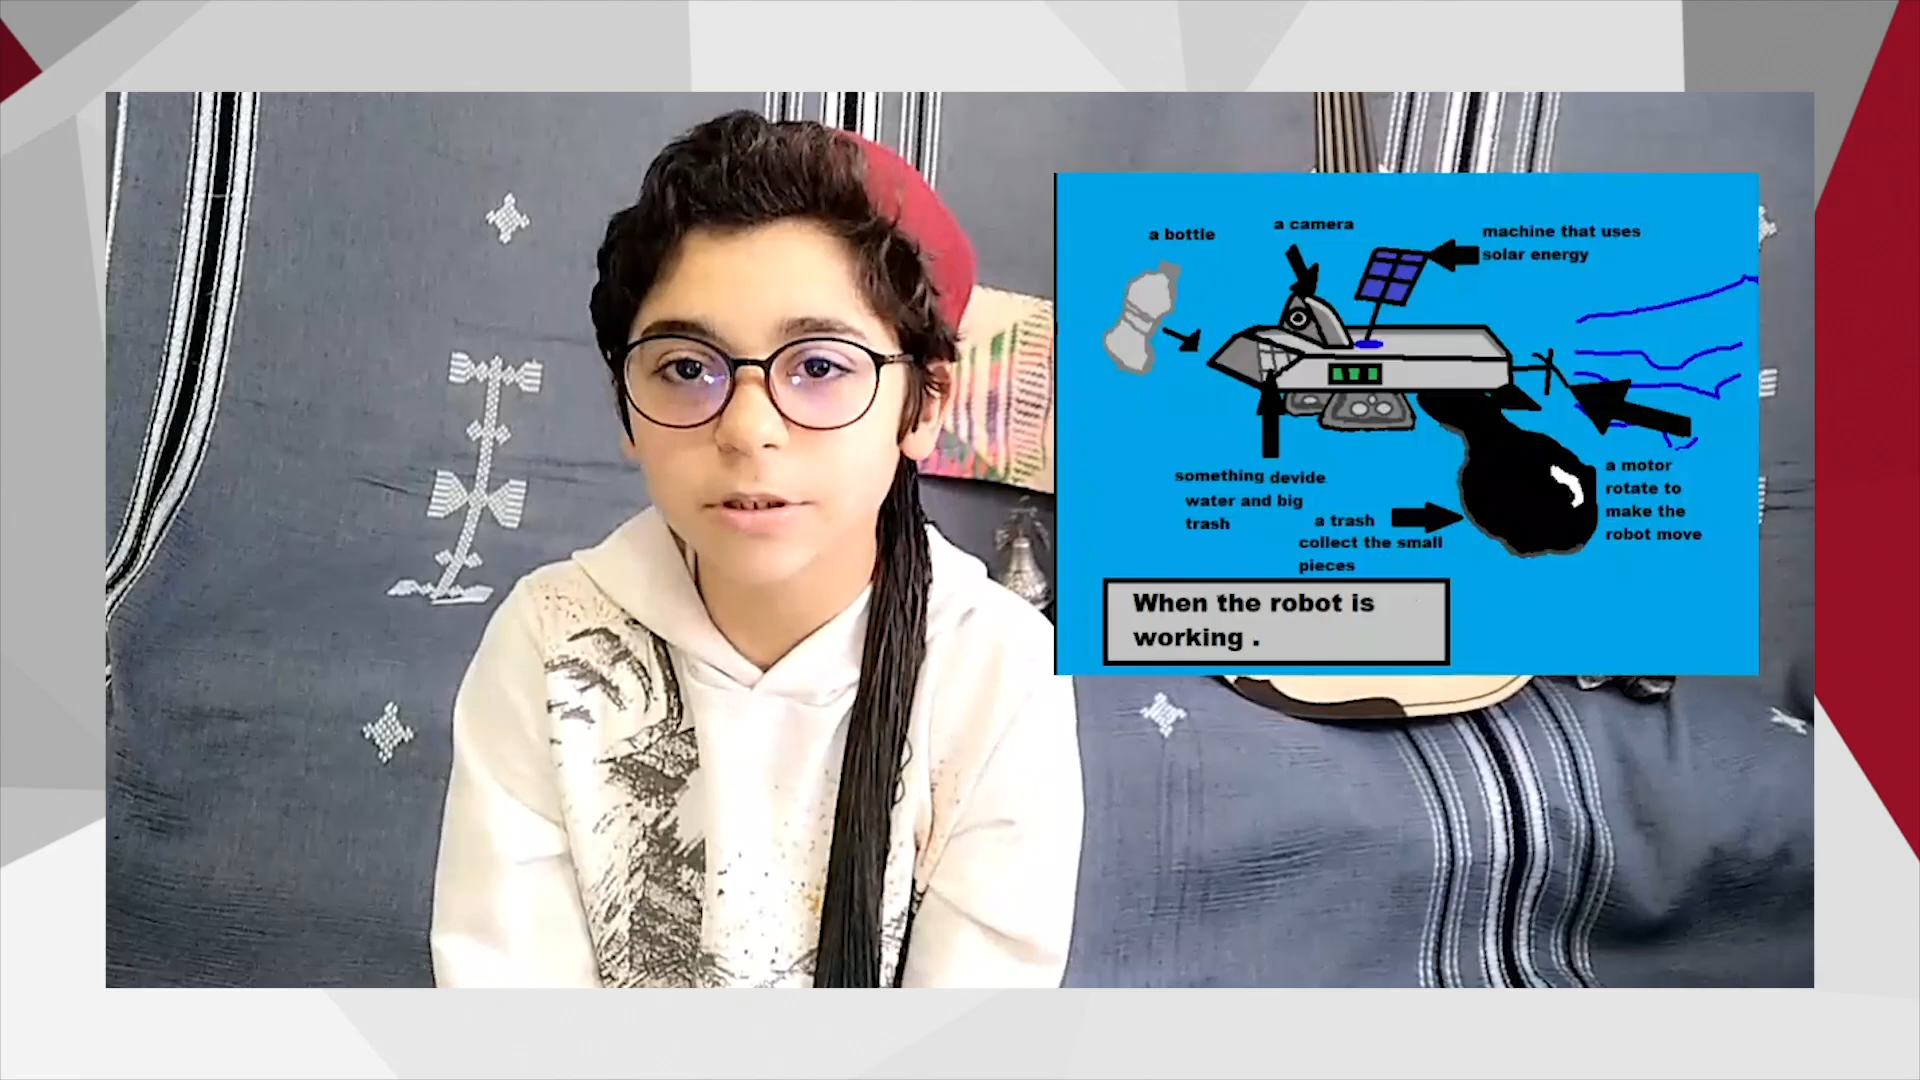 a bottle
a camera
machine that uses
solar energy
something devide
water and big
trash
a trash
collect the small
pieces
a motor
rotate to
make the
robot move
When the robot is
working .